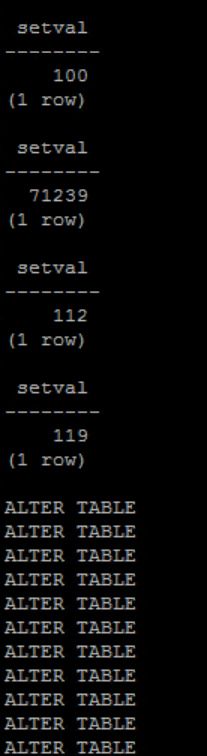 setval
--------
100
(1 row)
setval
--------
71239
(1 row)
setval
--------
112
(1 row)
setval
--------
119
(1 row)
ALTER TABLE
ALTER TABLE
ALTER TABLE
ALTER TABLE
ALTER TABLE
ALTER TABLE
ALTER TABLE
ALTER TABLE
ALTER TABLE
ALTER TABLE
ALTER TABLE